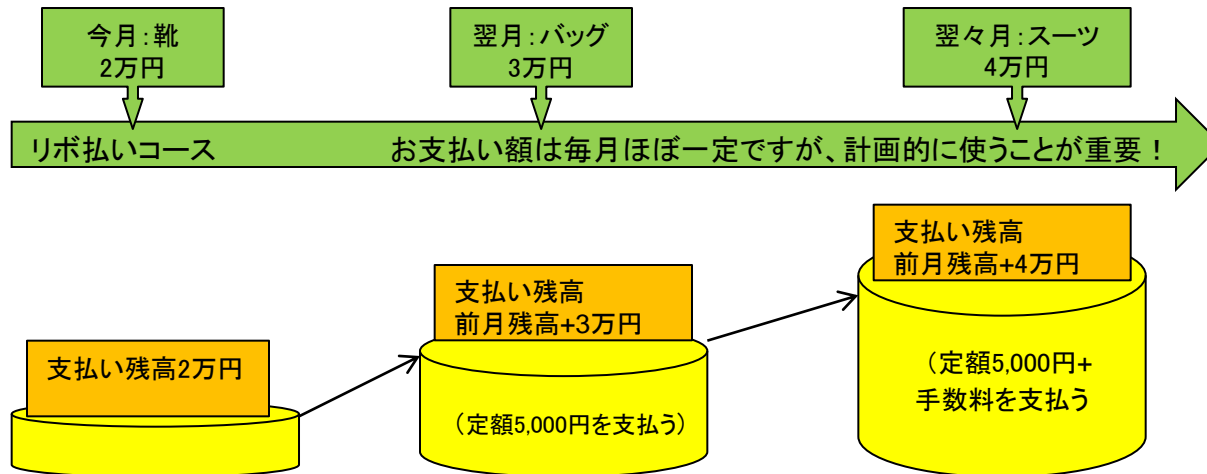 今月：靴
2万円
翌月：バッグ
3万円
翌々月：スーツ
4万円
リボ払いコース
お支払い額は毎月ほぼ一定ですが、計画的に使うことが重要！
支払い残高2万円
支払い残高
前月残高+3万円
（定額5,000円を支払う）
支払い残高
前月残高+4万円
（定額5,000円+
手数料を支払う